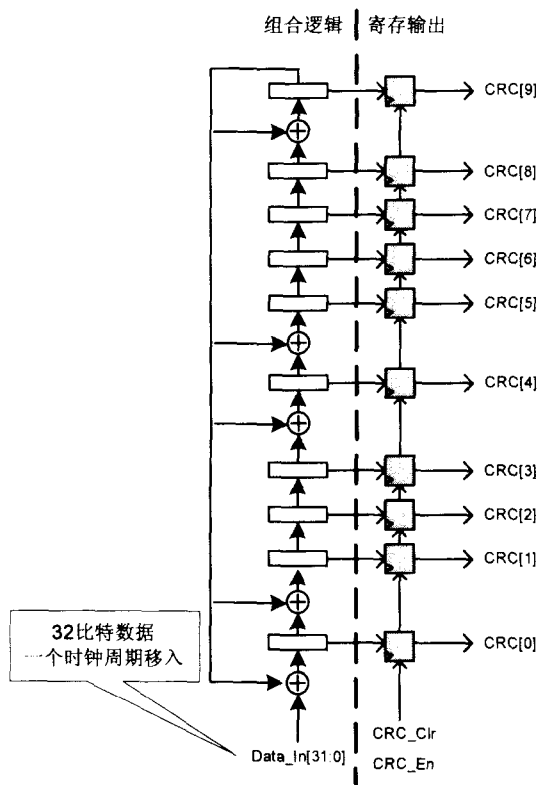 组合逻辑
寄存输出
CRC[9]
CRC[8]
CRC[7]
CRC[6]
CRC[5]
CRC[4]
CRC[3]
CRC[2]
CRC[1]
32比特数据
一个时钟周期移入
CRC[0]
Data_In[31:0]
CRC_Clr
CRC_En